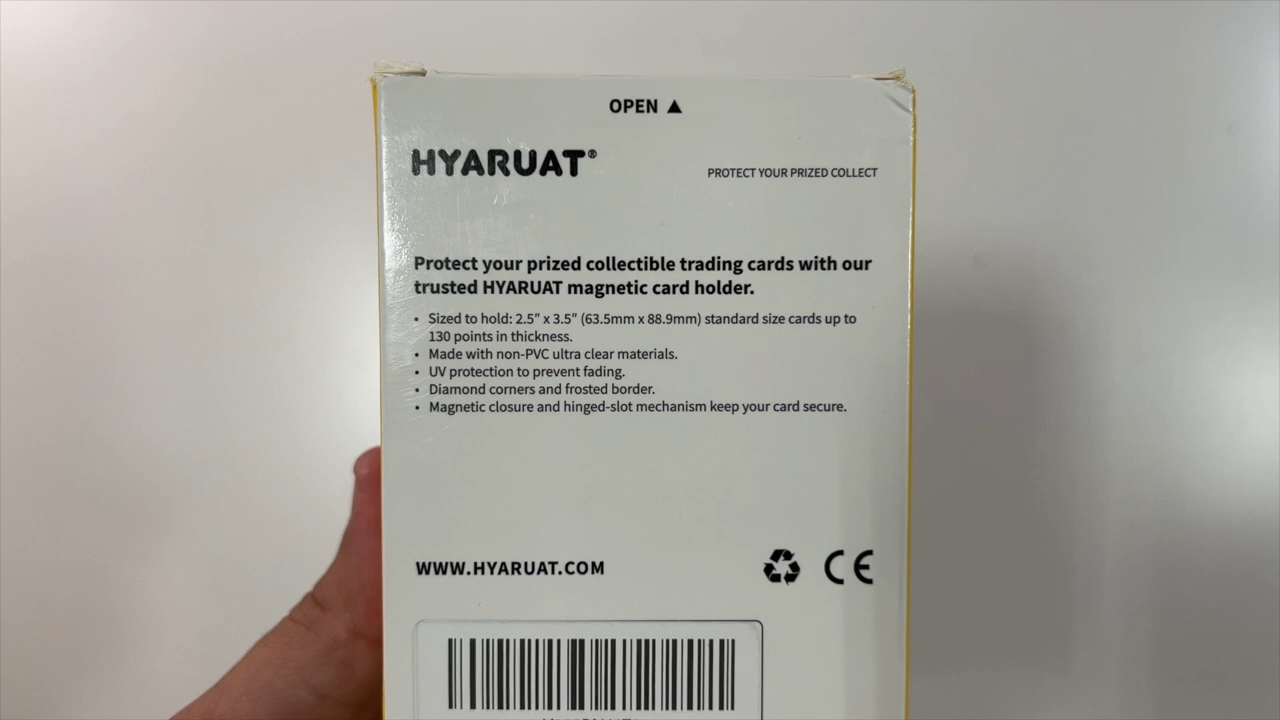 OPEN ▲
HYARUAT®
PROTECT YOUR PRIZED COLLECT
Protect your prized collectible trading cards with our
trusted HYARUAT magnetic card holder.
• Sized to hold: 2.5" x 3.5" (63.5mm x 88.9mm) standard size cards up to
130 points in thickness.
• Made with non-PVC ultra clear materials.
• UV protection to prevent fading.
• Diamond corners and frosted border.
• Magnetic closure and hinged-slot mechanism keep your card secure.
WWW.HYARUAT.COM
CE